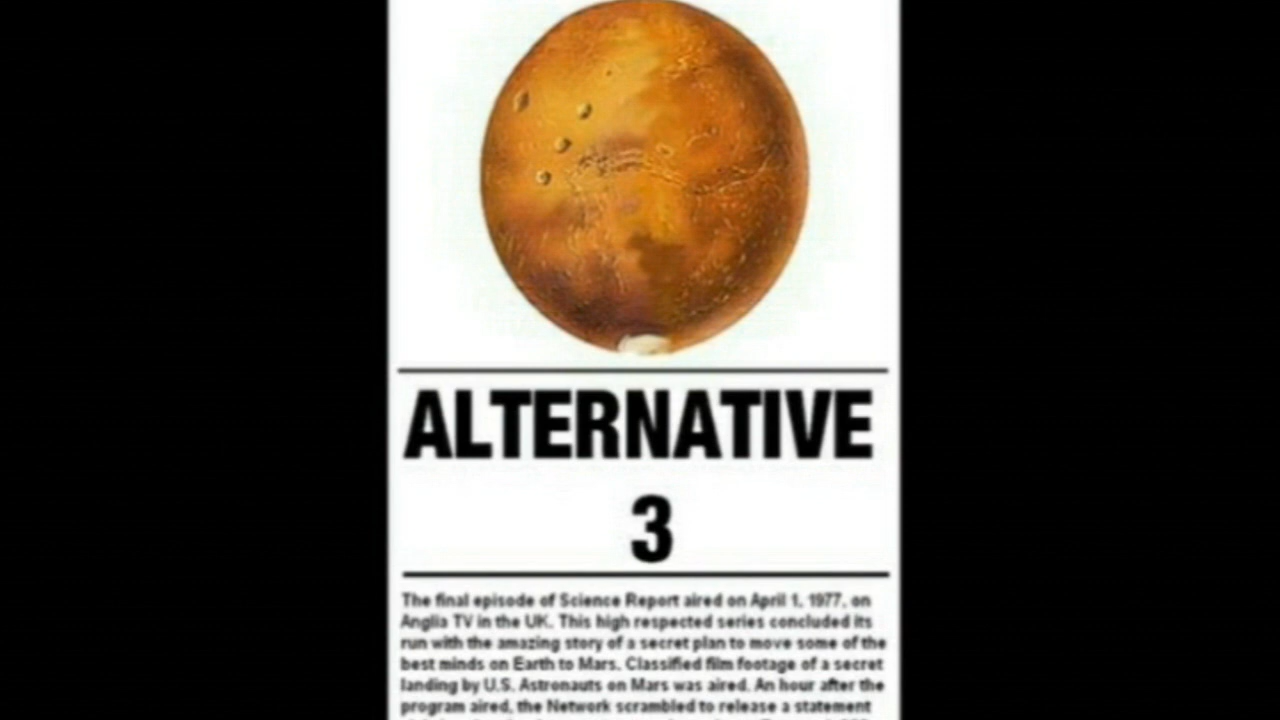 ALTERNATIVE
3
The final episode of Science Report aired on April 1, 1977, on
Anglia TV in the UK. This high respected series concluded its
run with the amazing story of a secret plan to move some of the
best minds on Earth to Mars. Classified film footage of a secret
landing by U.S. Astronauts on Mars was aired. An hour after the
program aired, the Network scrambled to release a statement